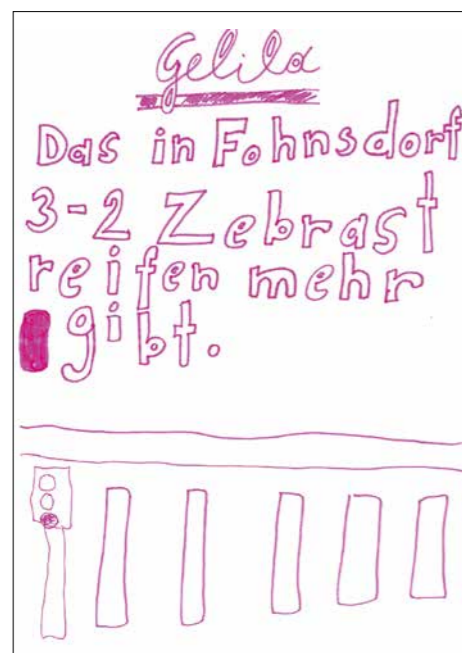 Gelila
Das in Fohnsdorf
3-2 Zebrast
reifen mehr
gibt.